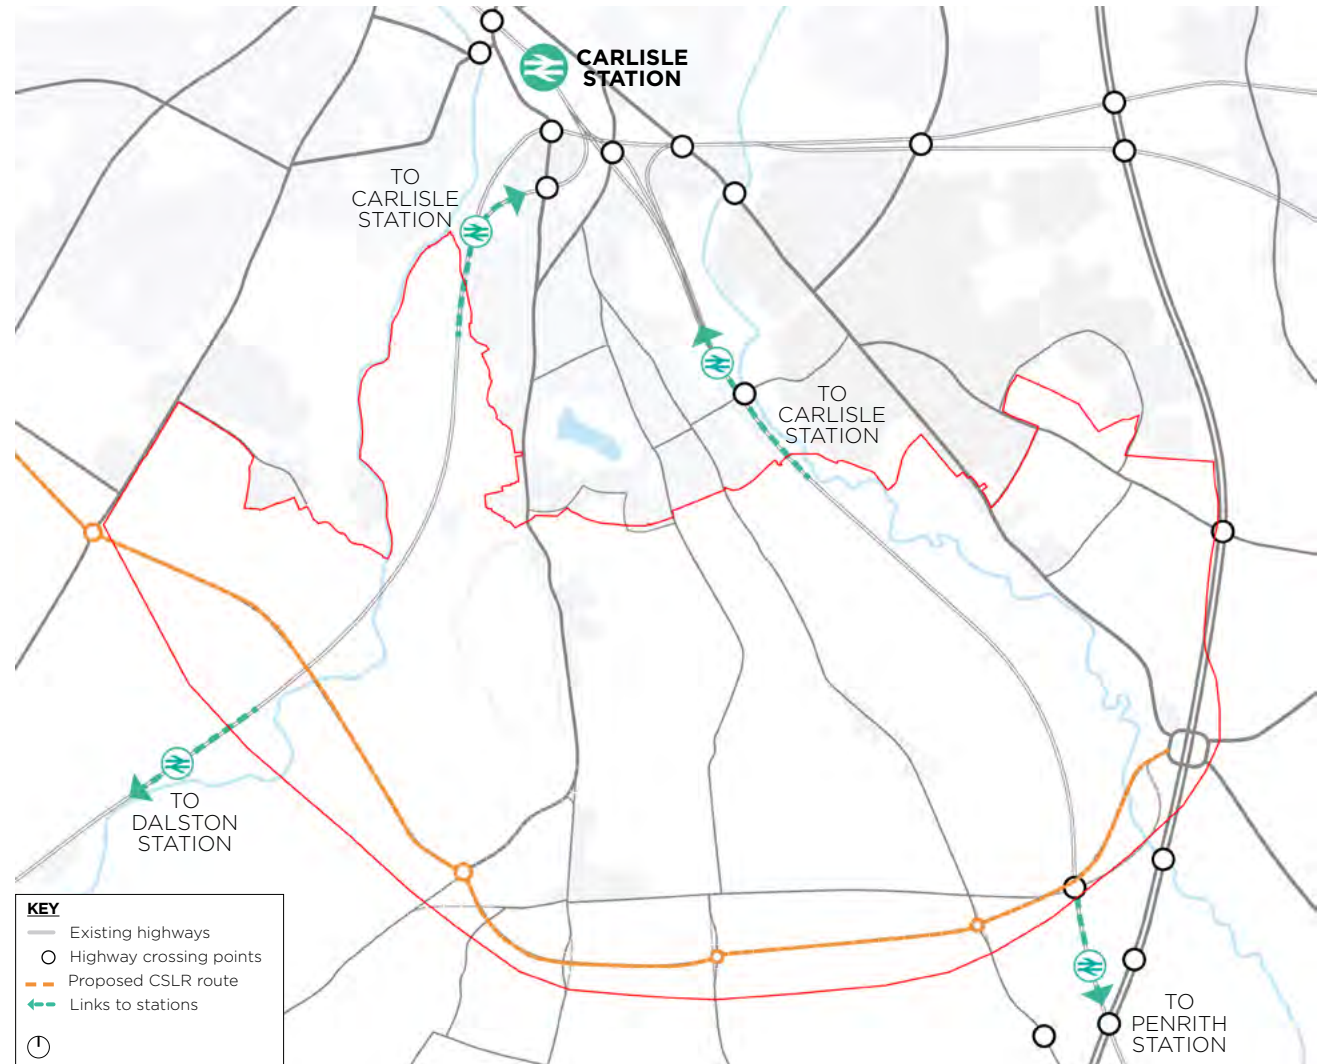 CARLISLE
STATION
TO
CARLISLE
STATION
TO
CARLISLE
STATION
TO
DALSTON
STATION
TO
PENRITH
STATION
KEY
Existing highways
Highway crossing points
Proposed CSLR route
Links to stations